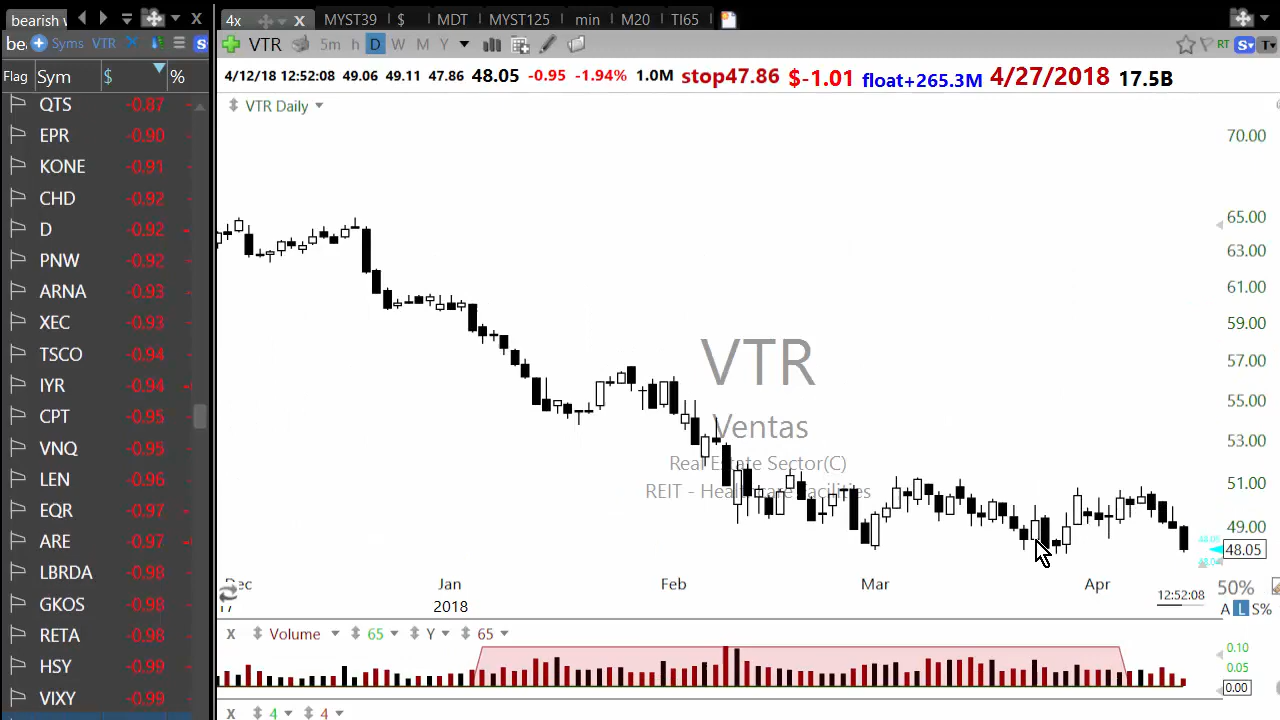 bearish w
4x MYST39 $ MDT MYST125 min M20 TI65
be: Syms VTR S
VTR 5m h D W M Y RT S T
Flag Sym $ %
4/12/18 12:52:08 49.06 49.11 47.86 48.05 -0.95 -1.94% 1.0M stop47.86 $-1.01 float+265.3M 4/27/2018 17.5B
VTR Daily
QTS -0.87
EPR -0.90
KONE -0.91
CHD -0.92
D -0.92
PNW -0.92
ARNA -0.93
XEC -0.93
TSCO -0.94
IYR -0.94
CPT -0.95
VNQ -0.95
LEN -0.96
EQR -0.97
ARE -0.97
LBRDA -0.98
GKOS -0.98
RETA -0.98
HSY -0.99
VIXY -0.99
VTR
Ventas
Real Estate Sector(C)
REIT - Healthcare Facilities
70.00
65.00
63.00
61.00
59.00
57.00
55.00
53.00
51.00
49.00
48.05
Dec Jan Feb Mar Apr
17 2018
12:52:08
50%
A L S%
X Volume 65 Y 65
0.10
0.05
0.00
X 4 4